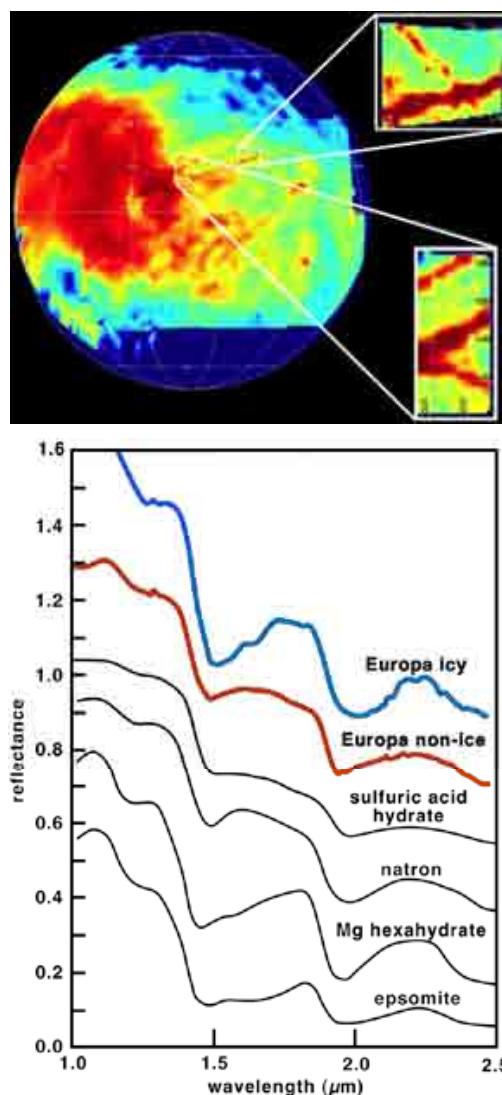 1.6
1.4
1.2
1.0
0.8
0.6
0.4
0.2
0.0
reflectance
Europa icy
Europa non-ice
sulfuric acid
hydrate
natron
Mg hexahydrate
epsomite
1.0 1.5 2.0 2.5
wavelength (μm)